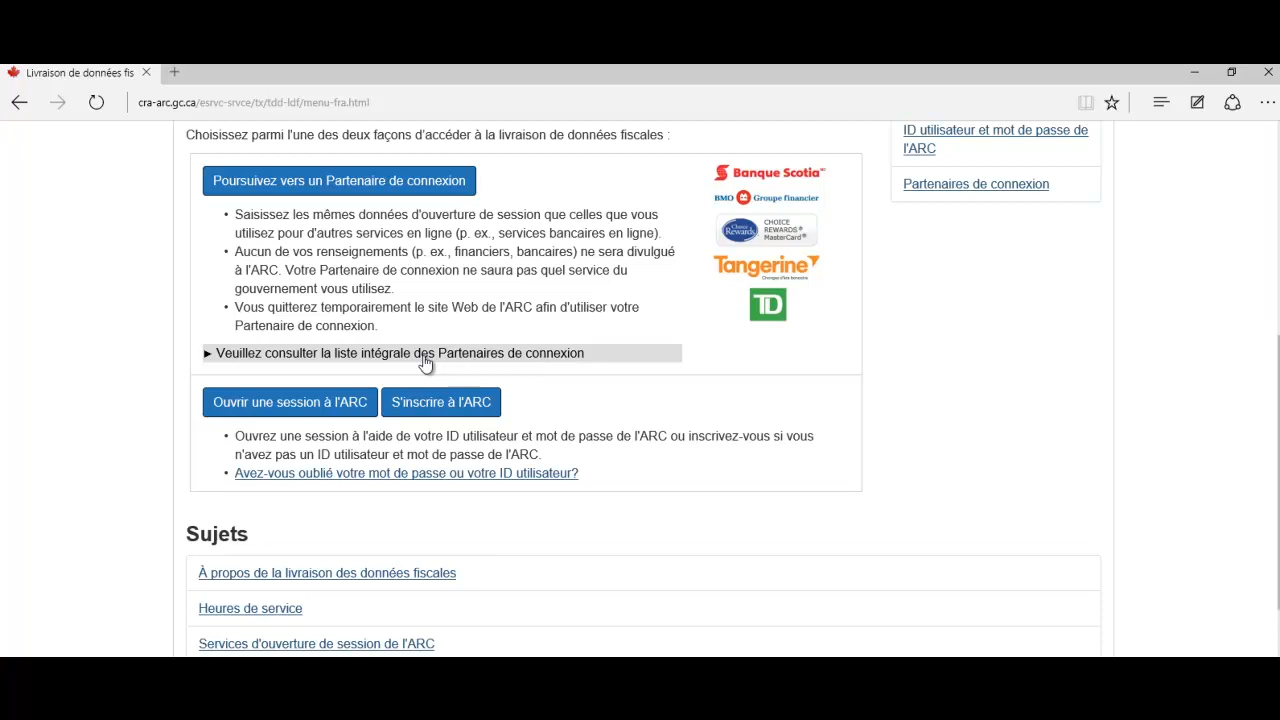 Livraison de données fis
cra-arc.gc.ca/esrvc-srvce/tx/tdd-ldf/menu-fra.html
Choisissez parmi l'une des deux façons d'accéder à la livraison de données fiscales :
Poursuivez vers un Partenaire de connexion
• Saisissez les mêmes données d'ouverture de session que celles que vous
utilisez pour d'autres services en ligne (p. ex., services bancaires en ligne).
• Aucun de vos renseignements (p. ex., financiers, bancaires) ne sera divulgué
à l'ARC. Votre Partenaire de connexion ne saura pas quel service du
gouvernement vous utilisez.
• Vous quitterez temporairement le site Web de l'ARC afin d'utiliser votre
Partenaire de connexion.
► Veuillez consulter la liste intégrale des Partenaires de connexion
Banque Scotia
BMO Groupe financier
Choice
Rewards
CHOICE
REWARDS®
MasterCard®
Tangerine
TD
Ouvrir une session à l'ARC
S'inscrire à l'ARC
• Ouvrez une session à l'aide de votre ID utilisateur et mot de passe de l'ARC ou inscrivez-vous si vous
n'avez pas un ID utilisateur et mot de passe de l'ARC.
• Avez-vous oublié votre mot de passe ou votre ID utilisateur?
ID utilisateur et mot de passe de
l'ARC
Partenaires de connexion
Sujets
À propos de la livraison des données fiscales
Heures de service
Services d'ouverture de session de l'ARC